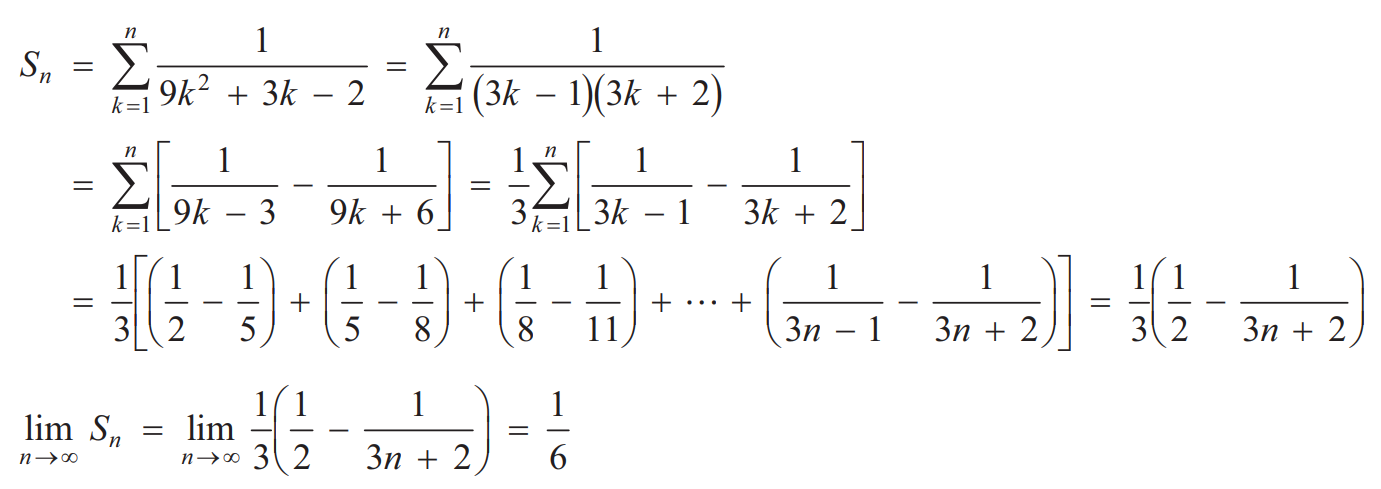 $S_n = \sum_{k=1}^{n} \frac{1}{9k^2 + 3k - 2} = \sum_{k=1}^{n} \frac{1}{(3k - 1)(3k + 2)}$
$= \sum_{k=1}^{n} \left[ \frac{1}{9k - 3} - \frac{1}{9k + 6} \right] = \frac{1}{3} \sum_{k=1}^{n} \left[ \frac{1}{3k - 1} - \frac{1}{3k + 2} \right]$
$= \frac{1}{3} \left[ \left( \frac{1}{2} - \frac{1}{5} \right) + \left( \frac{1}{5} - \frac{1}{8} \right) + \left( \frac{1}{8} - \frac{1}{11} \right) + \cdots + \left( \frac{1}{3n - 1} - \frac{1}{3n + 2} \right) \right] = \frac{1}{3} \left( \frac{1}{2} - \frac{1}{3n + 2} \right)$
$\lim_{n \to \infty} S_n = \lim_{n \to \infty} \frac{1}{3} \left( \frac{1}{2} - \frac{1}{3n + 2} \right) = \frac{1}{6}$